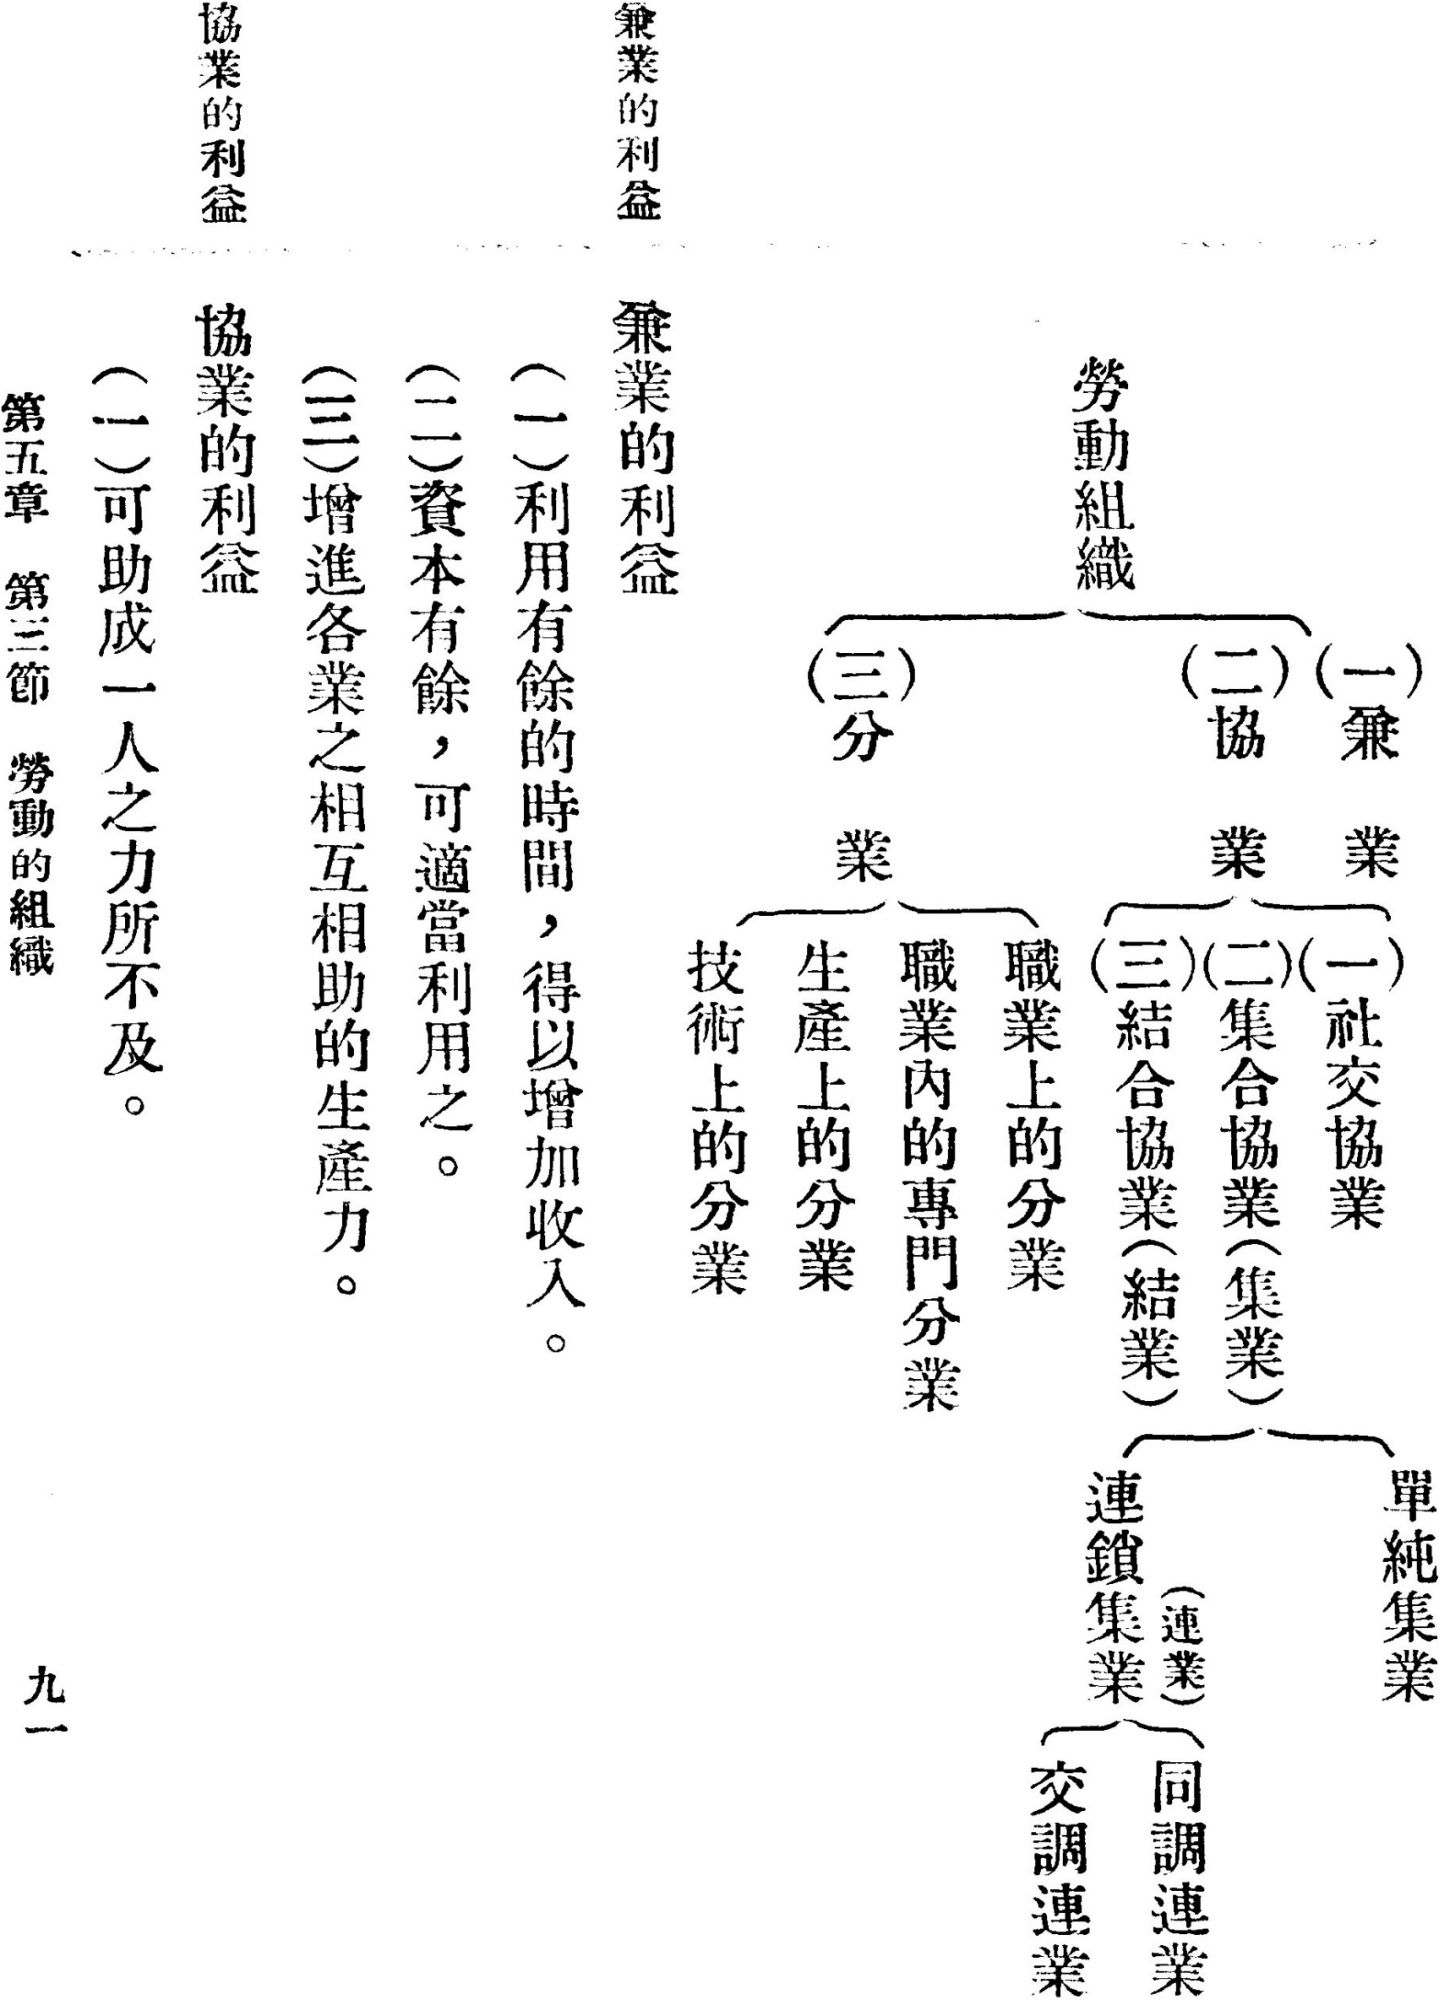 勞動組織
(一)兼　業
(二)協　業
(一)社交協業
(二)集合協業(集業)
單純集業
連鎖集業
(連業)
同調連業
交調連業
(三)結合協業(結業)
(三)分　業
職業上的分業
職業內的專門分業
生產上的分業
技術上的分業
兼業的利益
兼業的利益
(一)利用有餘的時間,得以增加收入。
(二)資本有餘,可適當利用之。
(三)增進各業之相互相助的生產力。
協業的利益
協業的利益
(一)可助成一人之力所不及。
第五章　第三節　勞動的組織
九一